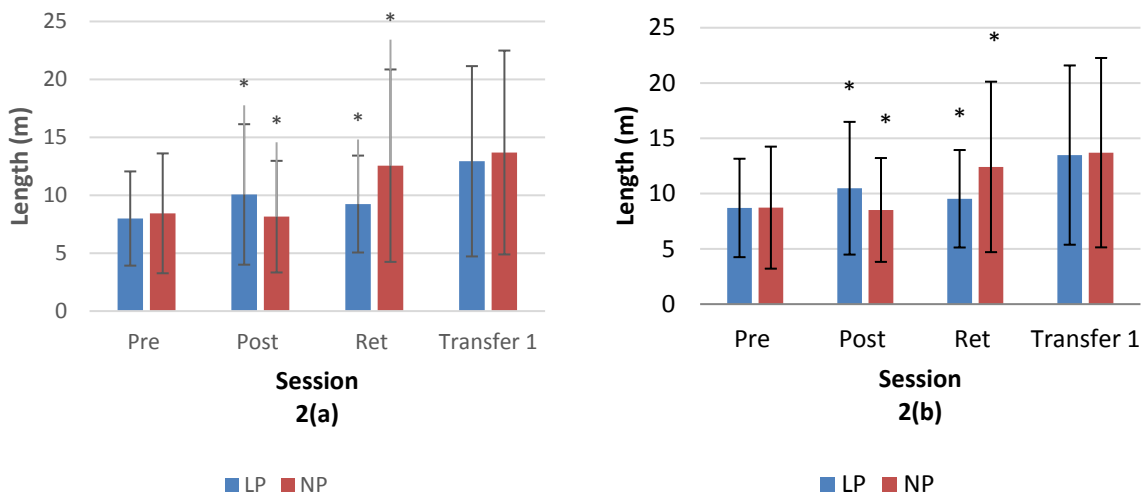 25
20
15
10
5
0
Length (m)
* * * *
Pre Post Ret Transfer 1
Session
2(a)
LP NP
25
20
15
10
5
0
Length (m)
* * * *
Pre Post Ret Transfer 1
Session
2(b)
LP NP